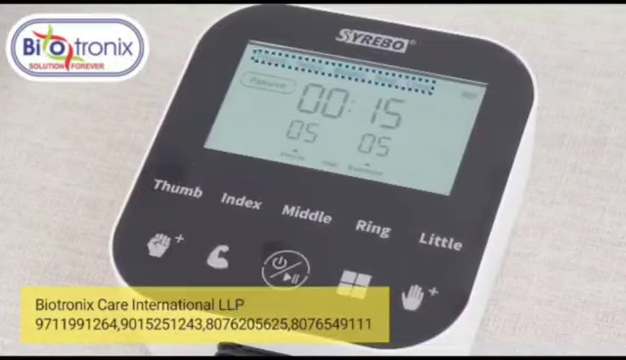 Biotronix
SOLUTION FOREVER
SYREBO®
Passive
00:15
05 05
Thumb Index Middle Ring Little
Biotronix Care International LLP
9711991264,9015251243,8076205625,8076549111